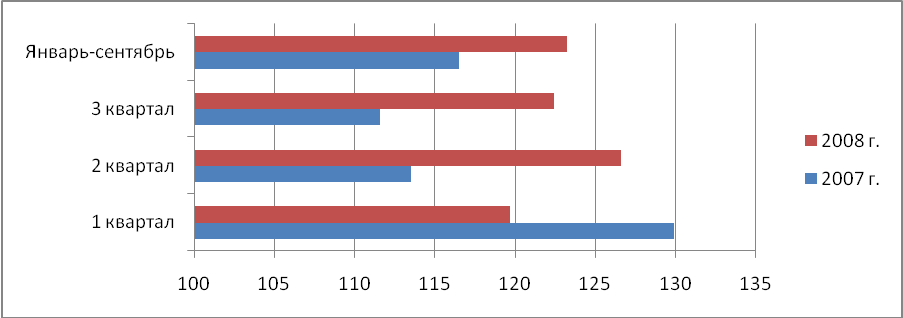 Январь-сентябрь
3 квартал
2 квартал
1 квартал
100 105 110 115 120 125 130 135
2008 г.
2007 г.